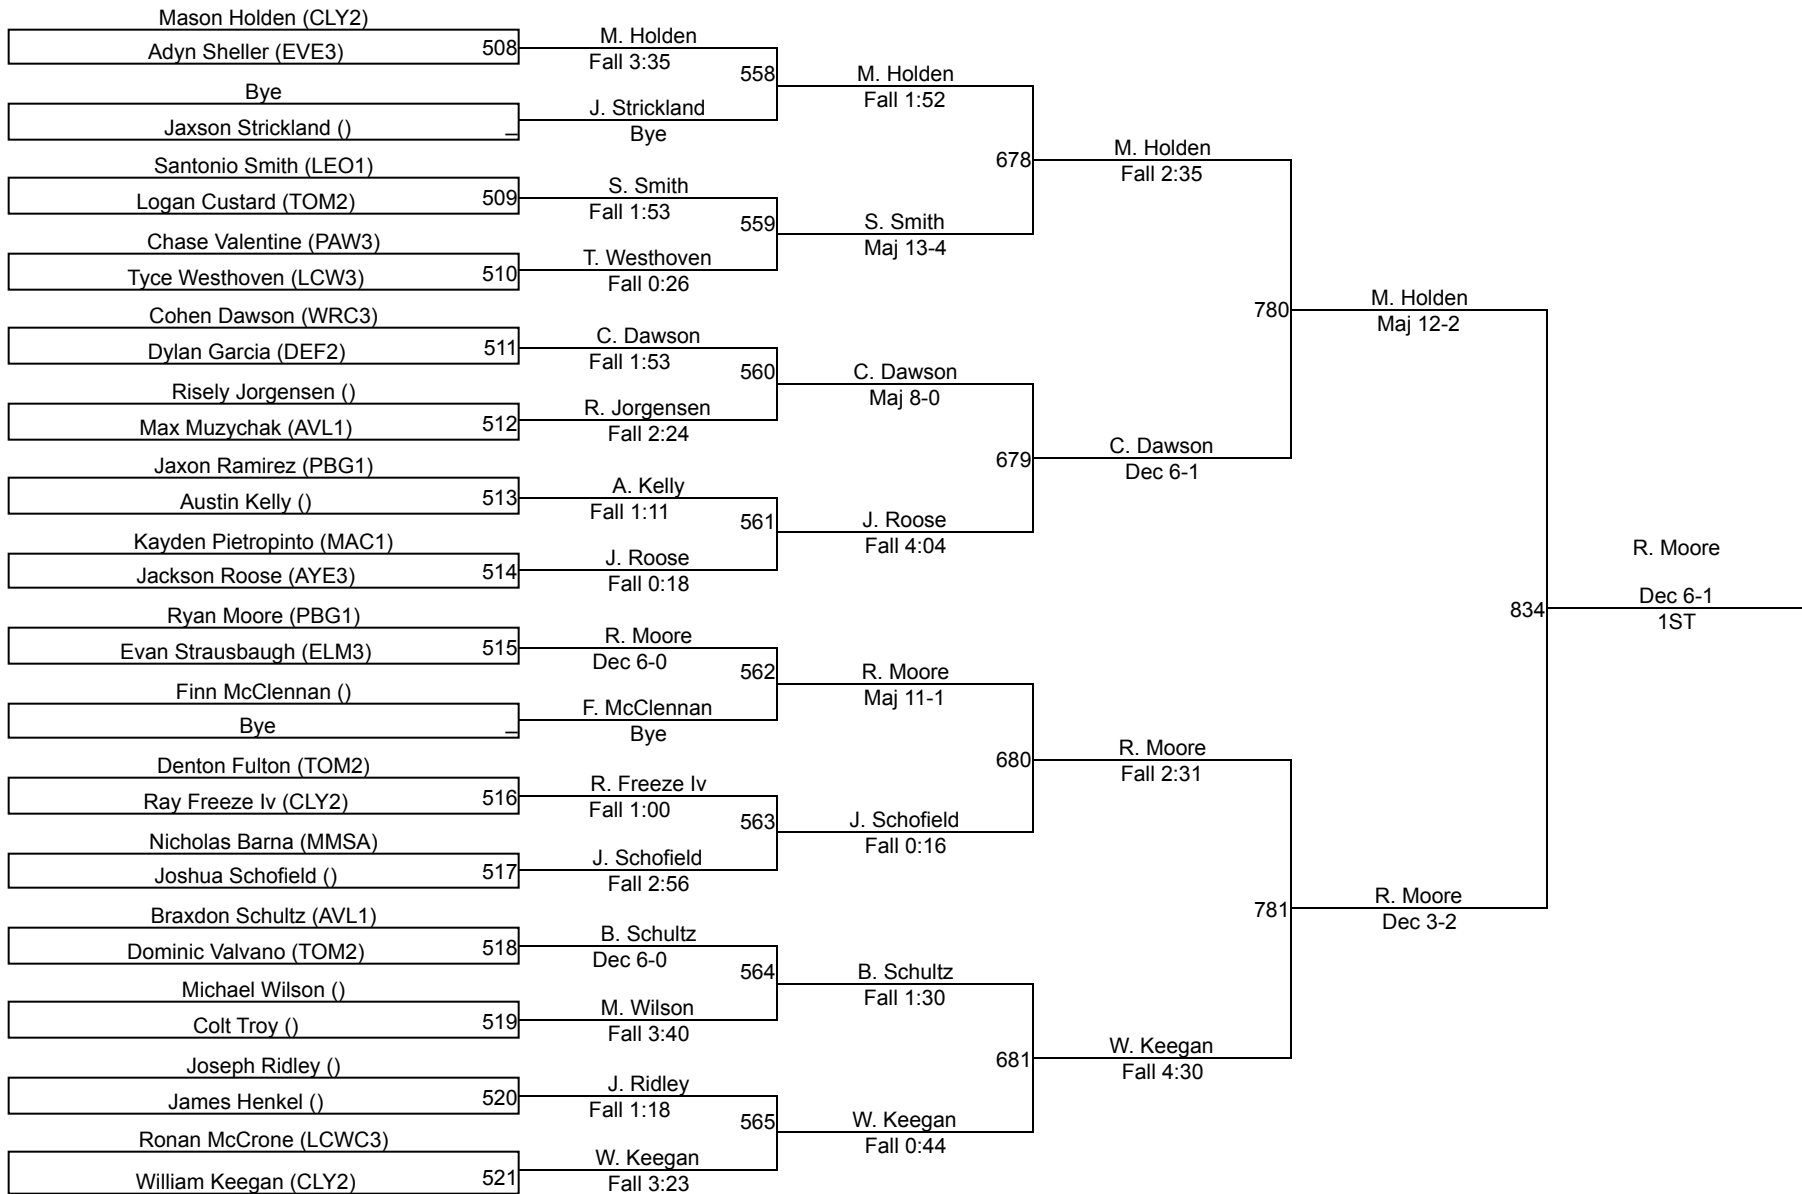 Mason Holden (CLY2)
Adyn Sheller (EVE3)
508
Bye
Jaxson Strickland ()
_
Santonio Smith (LEO1)
Logan Custard (TOM2)
509
Chase Valentine (PAW3)
Tyce Westhoven (LCW3)
510
Cohen Dawson (WRC3)
Dylan Garcia (DEF2)
511
Risely Jorgensen ()
Max Muzychak (AVL1)
512
Jaxon Ramirez (PBG1)
Austin Kelly ()
513
Kayden Pietropinto (MAC1)
Jackson Roose (AYE3)
514
Ryan Moore (PBG1)
Evan Strausbaugh (ELM3)
515
Finn McClennan ()
Bye
_
Denton Fulton (TOM2)
Ray Freeze Iv (CLY2)
516
Nicholas Barna (MMSA)
Joshua Schofield ()
517
Braxdon Schultz (AVL1)
Dominic Valvano (TOM2)
518
Michael Wilson ()
Colt Troy ()
519
Joseph Ridley ()
James Henkel ()
520
Ronan McCrone (LCWC3)
William Keegan (CLY2)
521
M. Holden
Fall 3:35
558
J. Strickland
Bye
S. Smith
Fall 1:53
559
T. Westhoven
Fall 0:26
C. Dawson
Fall 1:53
560
R. Jorgensen
Fall 2:24
A. Kelly
Fall 1:11
561
J. Roose
Fall 0:18
R. Moore
Dec 6-0
562
F. McClennan
Bye
R. Freeze Iv
Fall 1:00
563
J. Schofield
Fall 2:56
B. Schultz
Dec 6-0
564
M. Wilson
Fall 3:40
J. Ridley
Fall 1:18
565
W. Keegan
Fall 3:23
M. Holden
Fall 1:52
678
S. Smith
Maj 13-4
C. Dawson
Maj 8-0
679
J. Roose
Fall 4:04
R. Moore
Maj 11-1
680
J. Schofield
Fall 0:16
B. Schultz
Fall 1:30
681
W. Keegan
Fall 0:44
M. Holden
Fall 2:35
780
C. Dawson
Dec 6-1
R. Moore
Fall 2:31
781
W. Keegan
Fall 4:30
M. Holden
Maj 12-2
834
R. Moore
Dec 3-2
R. Moore
Dec 6-1
1ST